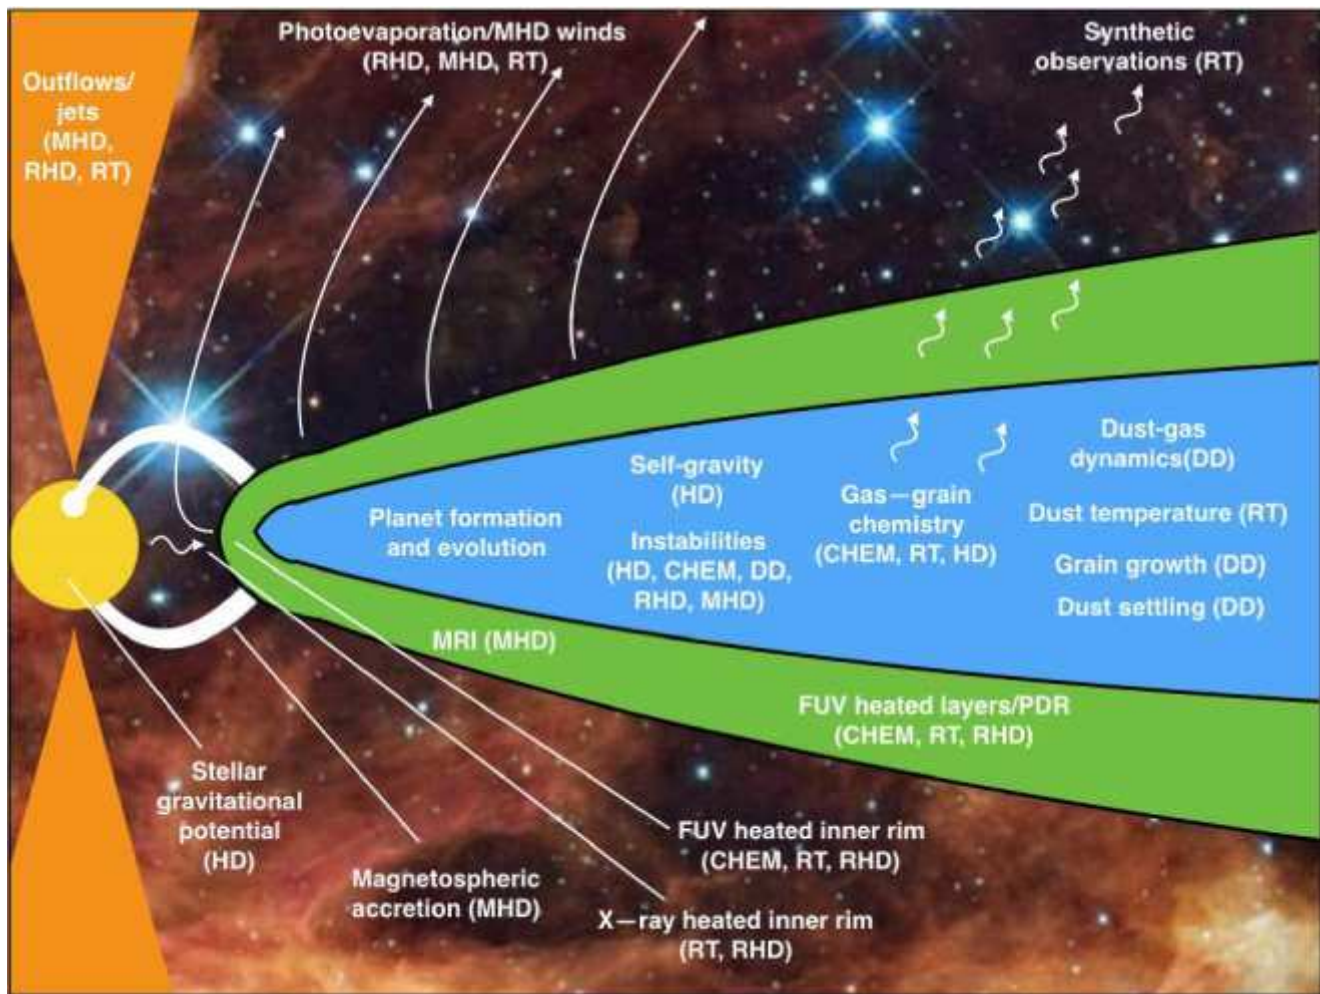 Photoevaporation/MHD winds
(RHD, MHD, RT)
Synthetic
observations (RT)
Outflows/
jets
(MHD,
RHD, RT)
Self-gravity
(HD)
Dust-gas
dynamics(DD)
Gas—grain
chemistry
(CHEM, RT, HD)
Planet formation
and evolution
Instabilities
(HD, CHEM, DD,
RHD, MHD)
Dust temperature (RT)
Grain growth (DD)
Dust settling (DD)
MRI (MHD)
FUV heated layers/PDR
(CHEM, RT, RHD)
Stellar
gravitational
potential
(HD)
Magnetospheric
accretion (MHD)
FUV heated inner rim
(CHEM, RT, RHD)
X—ray heated inner rim
(RT, RHD)